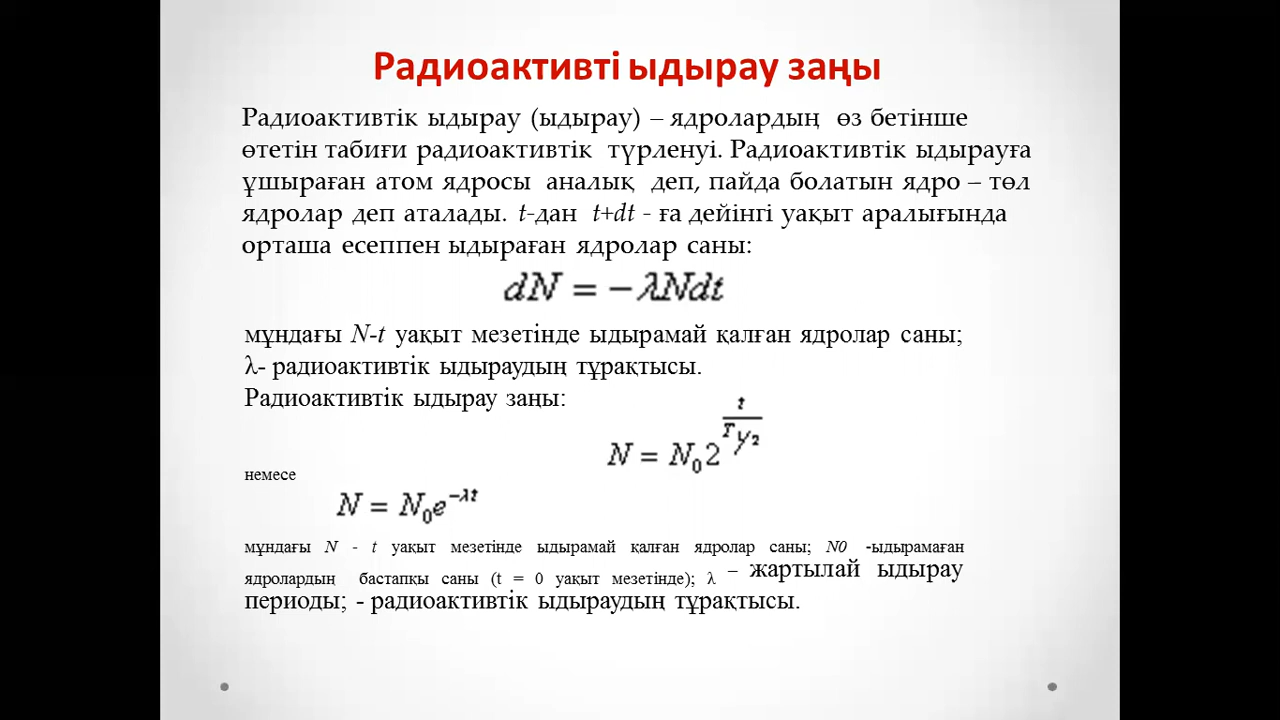 Радиоактивті ыдырау заңы
Радиоактивтік ыдырау (ыдырау) – ядролардың өз бетінше
өтетін табиғи радиоактивтік түрленуі. Радиоактивтік ыдырауға
ұшыраған атом ядросы аналық деп, пайда болатын ядро – төл
ядролар деп аталады. t-дан t+dt - ға дейінгі уақыт аралығында
орташа есеппен ыдыраған ядролар саны:
dN = −λNdt
мұндағы N-t уақыт мезетінде ыдырамай қалған ядролар саны;
λ- радиоактивтік ыдыраудың тұрақтысы.
Радиоактивтік ыдырау заңы:
N = N₀2^(t/T½)
немесе
N = N₀e^(−λt)
мұндағы N - t уақыт мезетінде ыдырамай қалған ядролар саны; N0 -ыдырамаған
ядролардың бастапқы саны (t = 0 уақыт мезетінде); λ – жартылай ыдырау
периоды; - радиоактивтік ыдыраудың тұрақтысы.